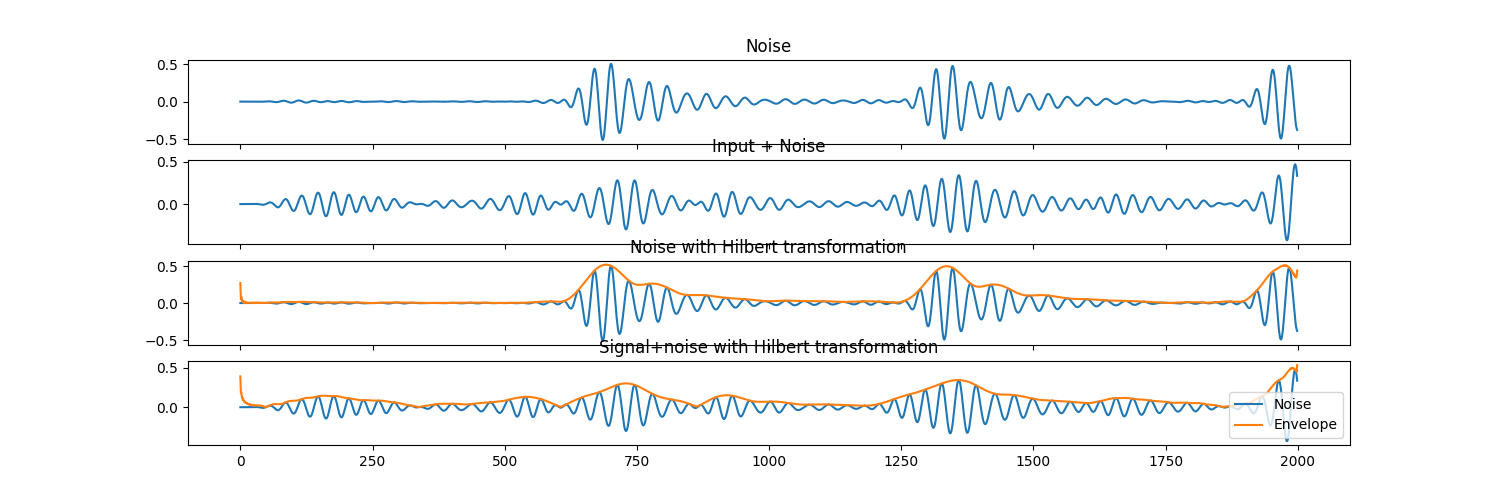 Noise
0.5
0.0
−0.5
Input + Noise
0.5
0.0
Noise with Hilbert transformation
0.5
0.0
−0.5
Signal+noise with Hilbert transformation
0.5
0.0
Noise
Envelope
0 250 500 750 1000 1250 1500 1750 2000